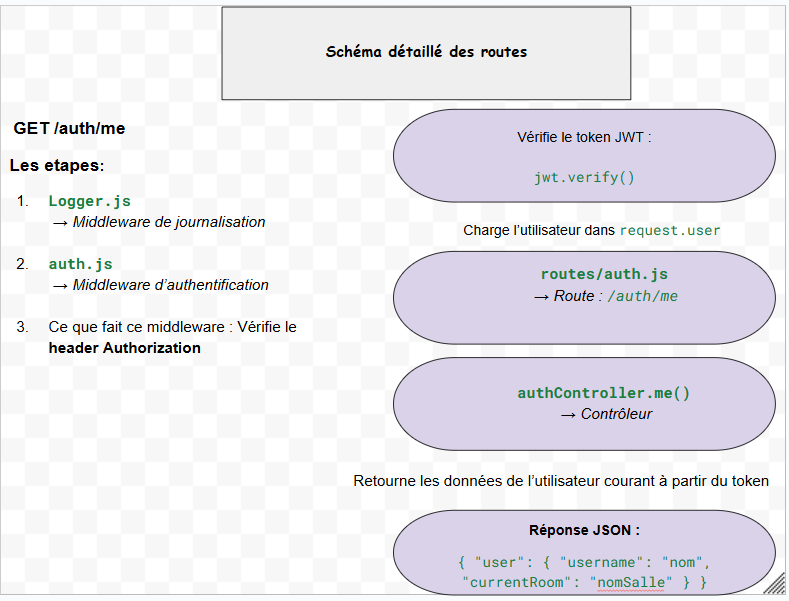 Schéma détaillé des routes
GET /auth/me
Les etapes:
1. Logger.js
→ Middleware de journalisation
2. auth.js
→ Middleware d’authentification
3. Ce que fait ce middleware : Vérifie le
header Authorization
Vérifie le token JWT :
jwt.verify()
Charge l’utilisateur dans request.user
routes/auth.js
→ Route : /auth/me
authController.me()
→ Contrôleur
Retourne les données de l’utilisateur courant à partir du token
Réponse JSON :
{ "user": { "username": "nom",
"currentRoom": "nomSalle" } }